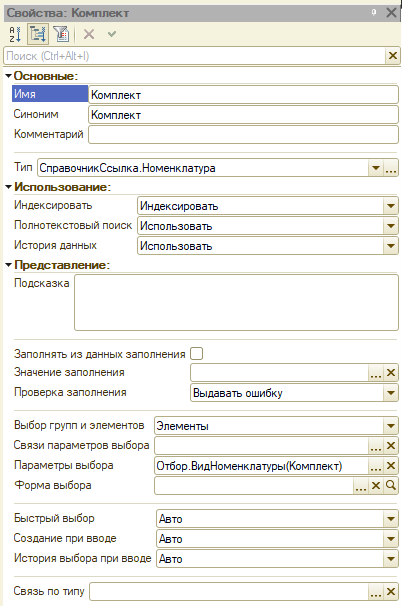 Свойства: Комплект
Поиск (Ctrl+Alt+I)
Основные:
Имя Комплект
Синоним Комплект
Комментарий
Тип СправочникСсылка.Номенклатура
Использование:
Индексировать Индексировать
Полнотекстовый поиск Использовать
История данных Использовать
Представление:
Подсказка
Заполнять из данных заполнения
Значение заполнения
Проверка заполнения Выдавать ошибку
Выбор групп и элементов Элементы
Связи параметров выбора
Параметры выбора Отбор.ВидНоменклатуры(Комплект)
Форма выбора
Быстрый выбор Авто
Создание при вводе Авто
История выбора при вводе Авто
Связь по типу